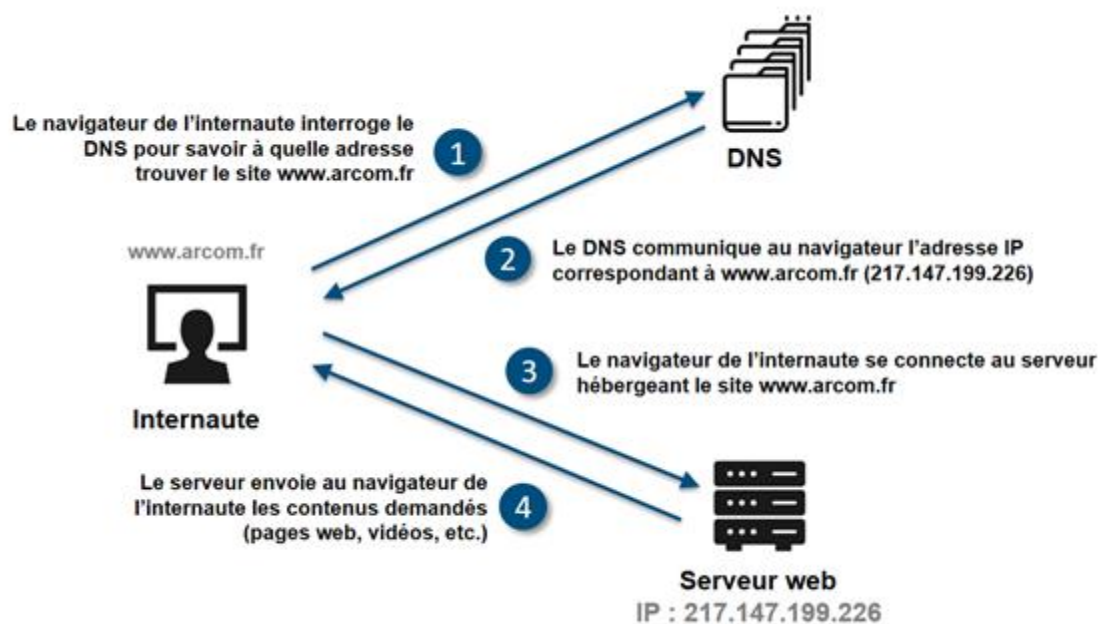 Le navigateur de l'internaute interroge le
DNS pour savoir à quelle adresse
trouver le site www.arcom.fr
1
DNS
www.arcom.fr
2
Le DNS communique au navigateur l'adresse IP
correspondant à www.arcom.fr (217.147.199.226)
Internaute
3
Le navigateur de l'internaute se connecte au serveur
hébergeant le site www.arcom.fr
Le serveur envoie au navigateur de
l'internaute les contenus demandés
(pages web, vidéos, etc.)
4
Serveur web
IP : 217.147.199.226